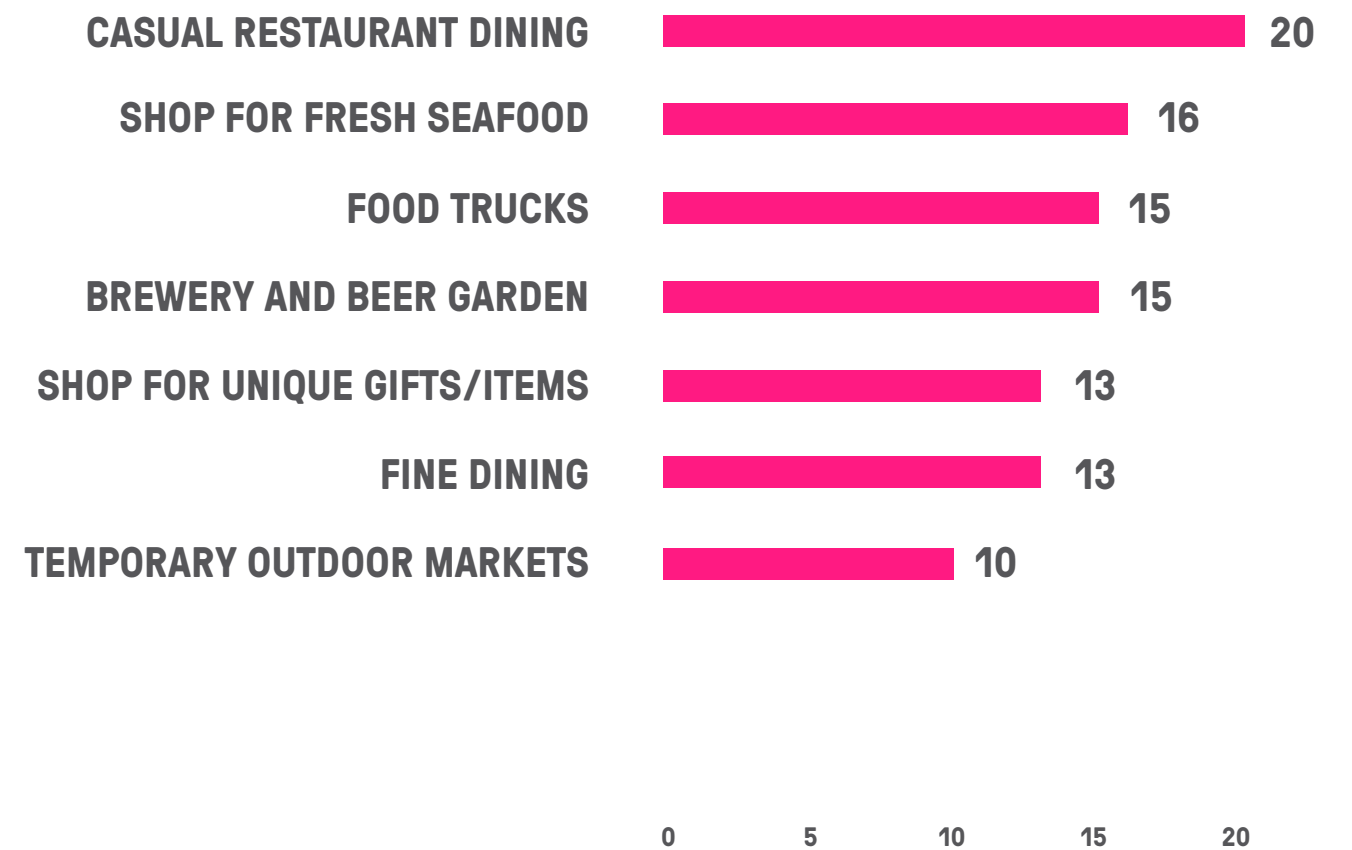 CASUAL RESTAURANT DINING 20
SHOP FOR FRESH SEAFOOD 16
FOOD TRUCKS 15
BREWERY AND BEER GARDEN 15
SHOP FOR UNIQUE GIFTS/ITEMS 13
FINE DINING 13
TEMPORARY OUTDOOR MARKETS 10
0 5 10 15 20